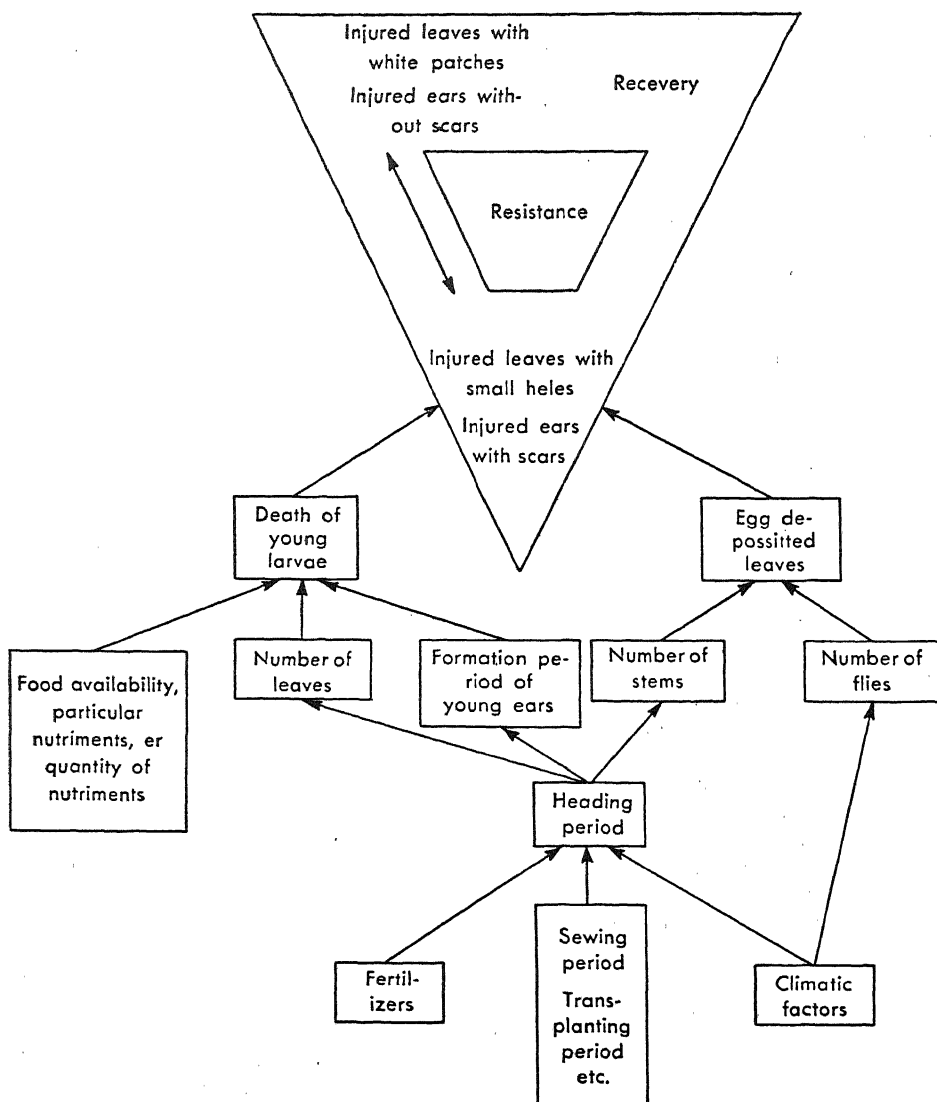 Injured leaves with
white patches
Injured ears with-
out scars
Recevery
Resistance
Injured leaves with
small heles
Injured ears
with scars
Death of
young
larvae
Egg de-
possitted
leaves
Food availability,
particular
nutriments, er
quantity of
nutriments
Number of
leaves
Formation pe-
riod of
young ears
Number of
stems
Number of
flies
Heading
period
Fertil-
izers
Sewing
period
Trans-
planting
period
etc.
Climatic
factors